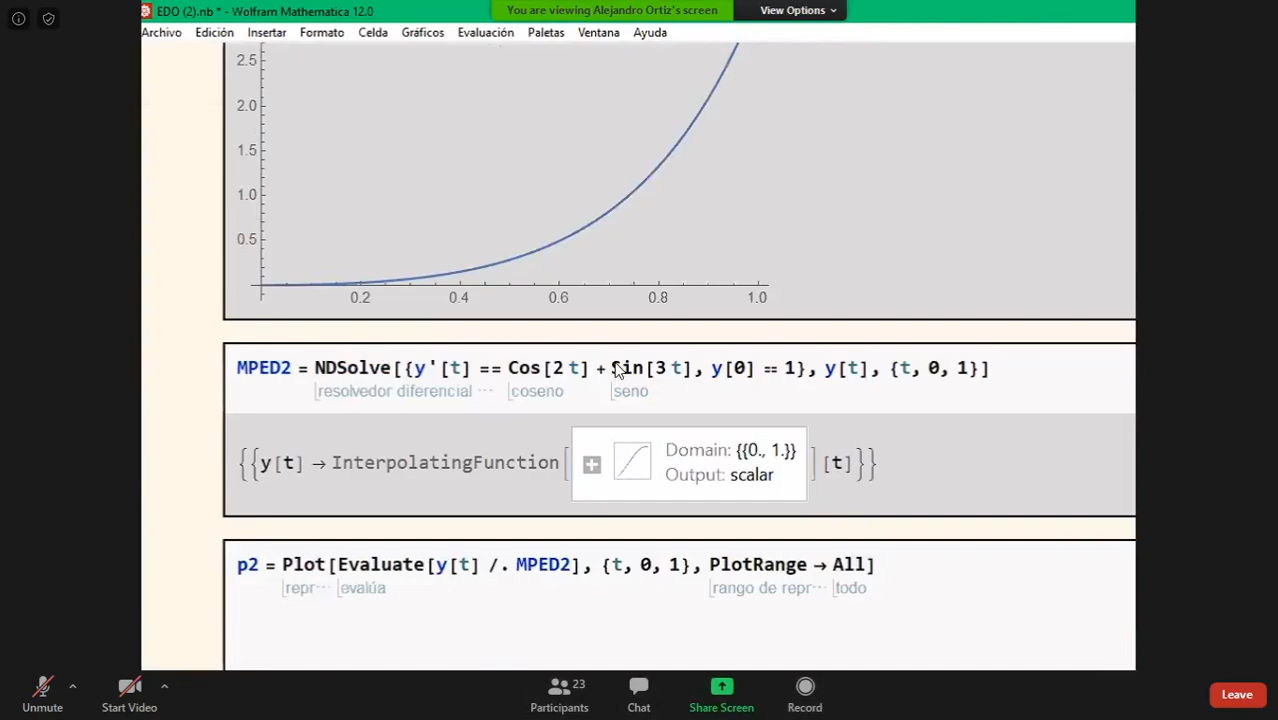 EDO (2).nb * - Wolfram Mathematica 12.0
You are viewing Alejandro Ortiz's screen
View Options
Archivo Edición Insertar Formato Celda Gráficos Evaluación Paletas Ventana Ayuda
2.5
2.0
1.5
1.0
0.5
0.2 0.4 0.6 0.8 1.0
MPED2 = NDSolve[{y'[t] == Cos[2 t] + Sin[3 t], y[0] == 1}, y[t], {t, 0, 1}]
resolvedor diferencial ··· coseno seno
{{y[t] → InterpolatingFunction[
Domain: {{0., 1.}}
Output: scalar
] [t]}}
p2 = Plot[Evaluate[y[t] /. MPED2], {t, 0, 1}, PlotRange → All]
repr··· evalúa rango de repr··· todo
23
Unmute Start Video Participants Chat Share Screen Record Leave